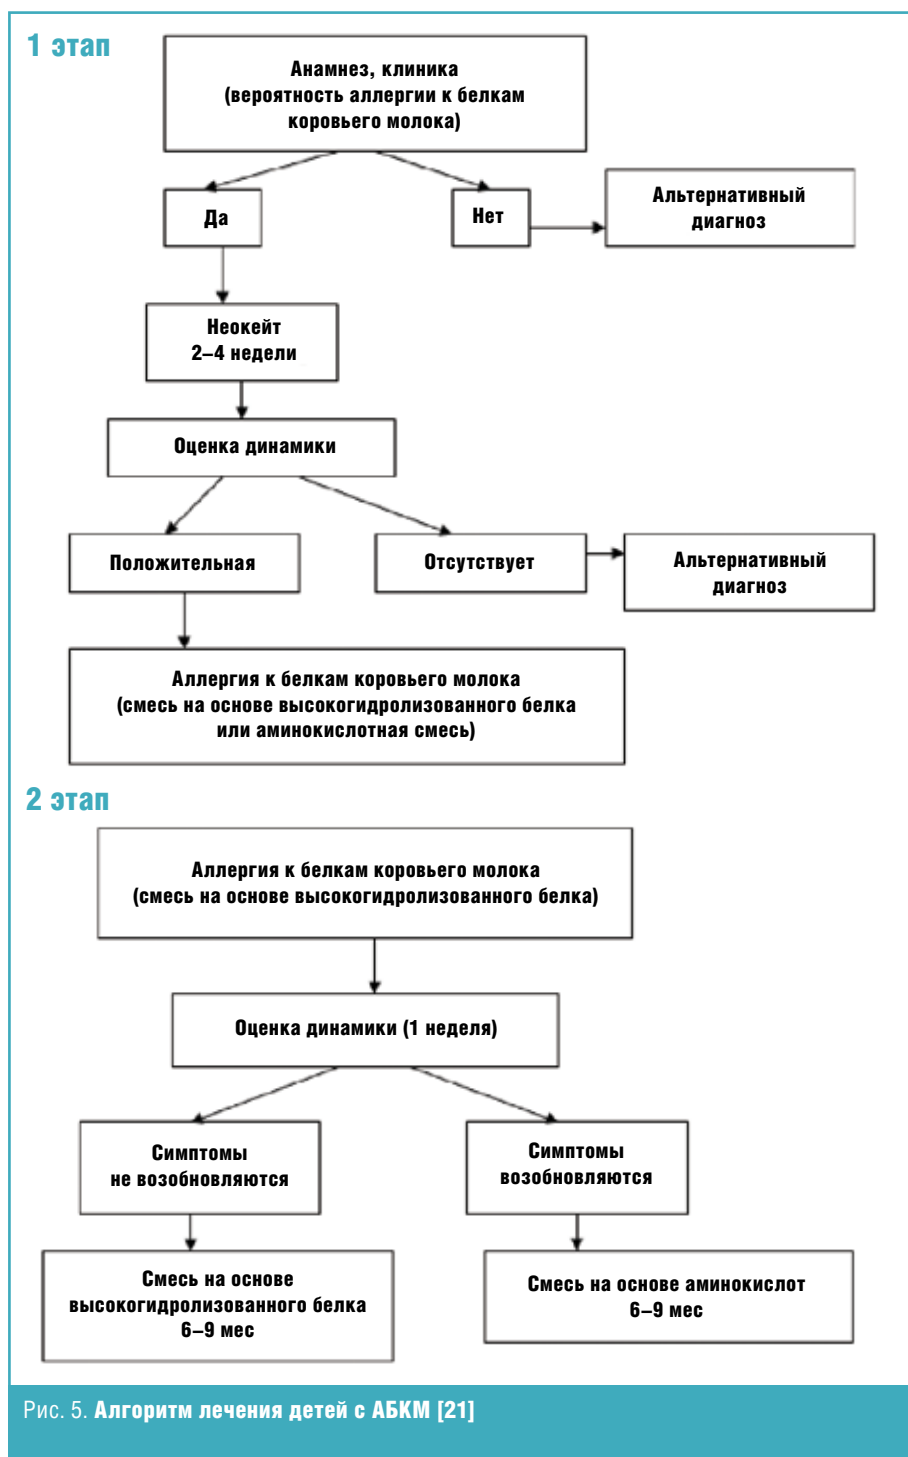 1 этап
Анамнез, клиника
(вероятность аллергии к белкам
коровьего молока)
Да
Нет
Альтернативный
диагноз
Неокейт
2–4 недели
Оценка динамики
Положительная
Отсутствует
Альтернативный
диагноз
Аллергия к белкам коровьего молока
(смесь на основе высокогидролизованного белка
или аминокислотная смесь)
2 этап
Аллергия к белкам коровьего молока
(смесь на основе высокогидролизованного белка)
Оценка динамики (1 неделя)
Симптомы
не возобновляются
Симптомы
возобновляются
Смесь на основе
высокогидролизованного белка
6–9 мес
Смесь на основе аминокислот
6–9 мес
Рис. 5. Алгоритм лечения детей с АБКМ [21]